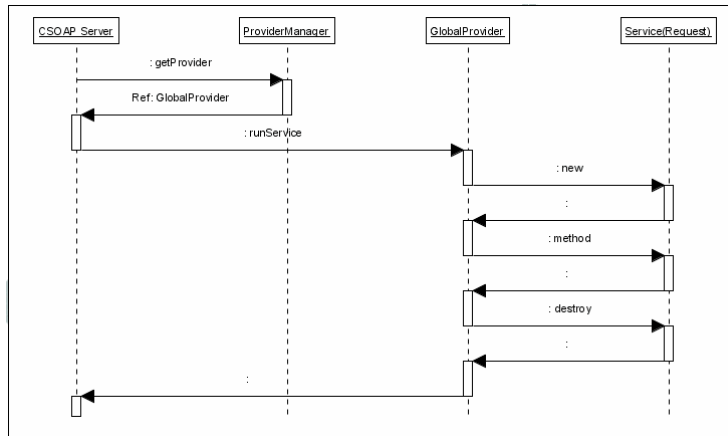 CSOAP Server
ProviderManager
GlobalProvider
Service(Request)
: getProvider
Ref: GlobalProvider
: runService
: new
:
: method
:
: destroy
:
: